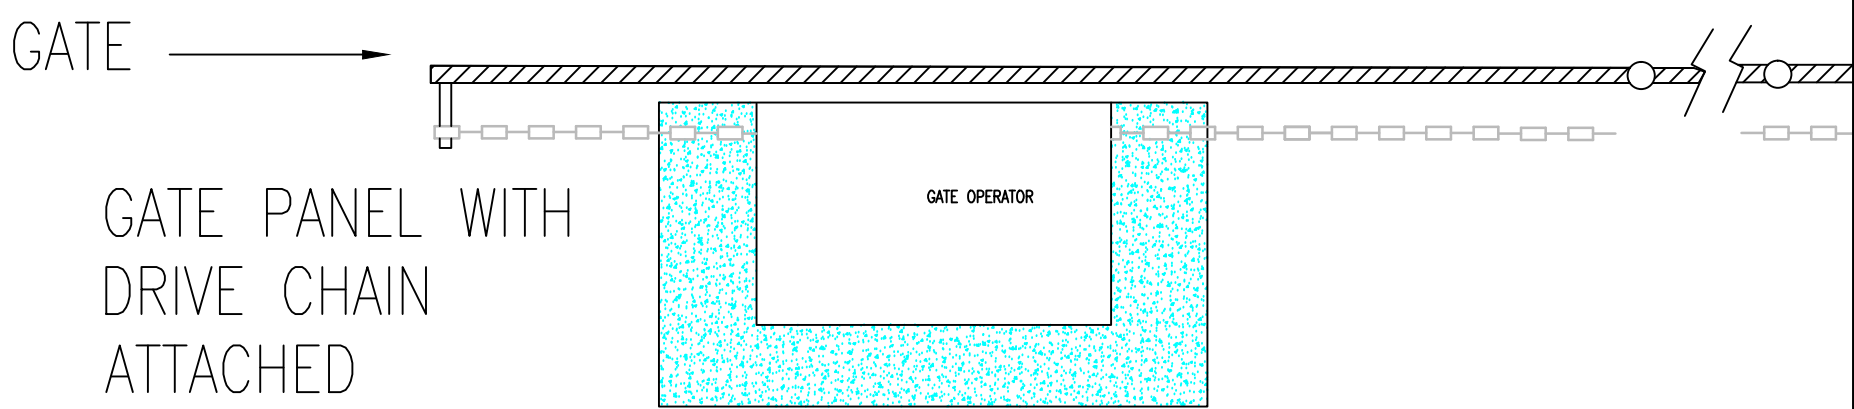 GATE
GATE OPERATOR
GATE PANEL WITH
DRIVE CHAIN
ATTACHED